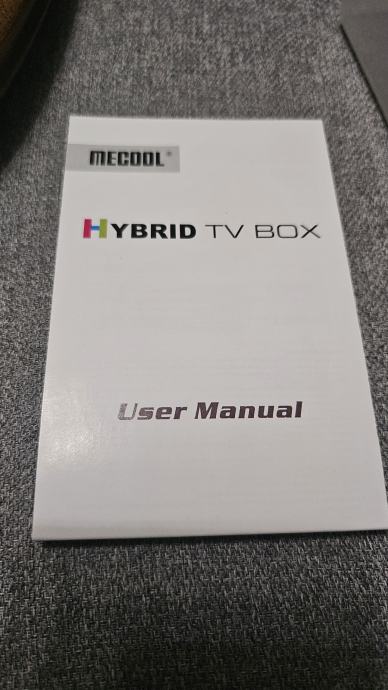 MECOOL®
HYBRID TV BOX
User Manual